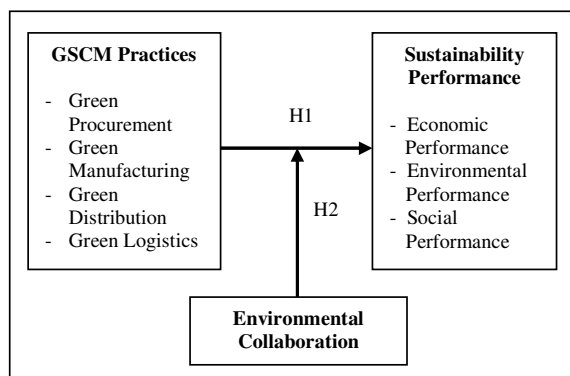 GSCM Practices
- Green
Procurement
- Green
Manufacturing
- Green
Distribution
- Green Logistics
H1
H2
Sustainability
Performance
- Economic
Performance
- Environmental
Performance
- Social
Performance
Environmental
Collaboration